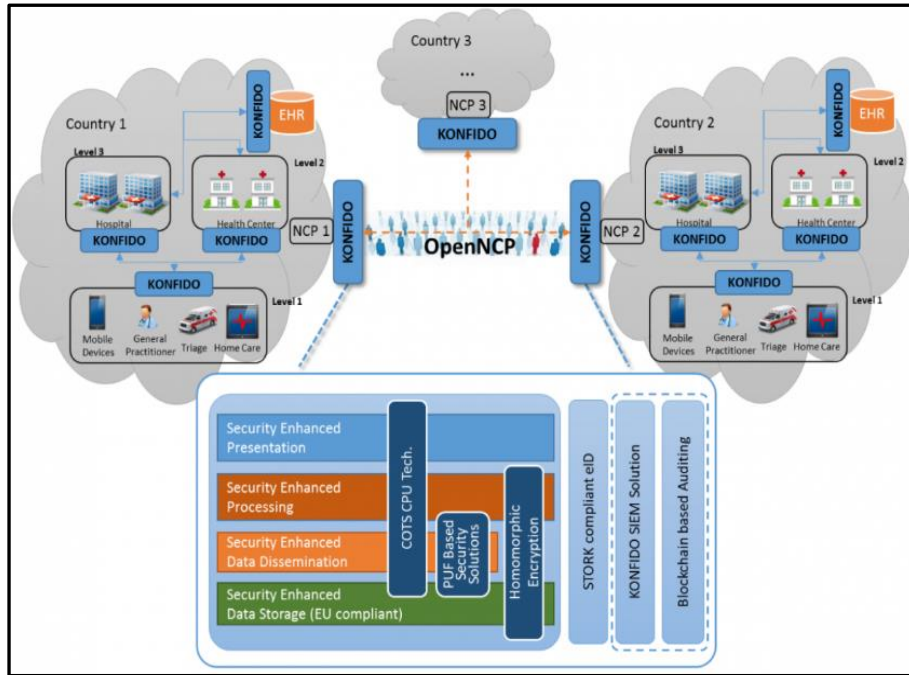 Country 3
...
NCP 3
KONFIDO
Country 1
KONFIDO
EHR
Level 3
Level 2
Hospital
Health Center
KONFIDO
KONFIDO
NCP 1
KONFIDO
KONFIDO
Level 1
Mobile
Devices
General
Practitioner
Triage
Home Care
OpenNCP
Country 2
KONFIDO
EHR
Level 3
Level 2
Hospital
Health Center
KONFIDO
KONFIDO
KONFIDO
NCP 2
KONFIDO
Level 1
Mobile
Devices
General
Practitioner
Triage
Home Care
Security Enhanced
Presentation
Security Enhanced
Processing
Security Enhanced
Data Dissemination
Security Enhanced
Data Storage (EU compliant)
COTS CPU Tech.
PUF Based
Security
Solutions
Homomorphic
Encryption
STORK compliant eID
KONFIDO SIEM Solution
Blockchain based Auditing